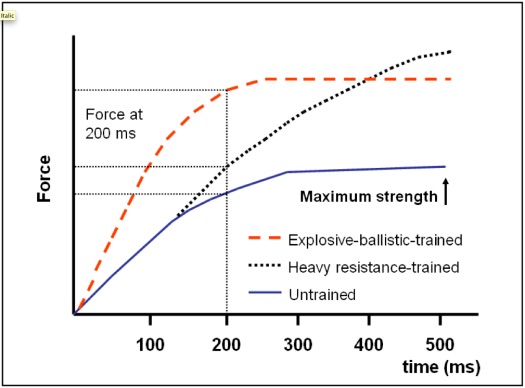 Italic
Force at
200 ms
Force
Maximum strength
Explosive-ballistic-trained
Heavy resistance-trained
Untrained
100 200 300 400 500
time (ms)